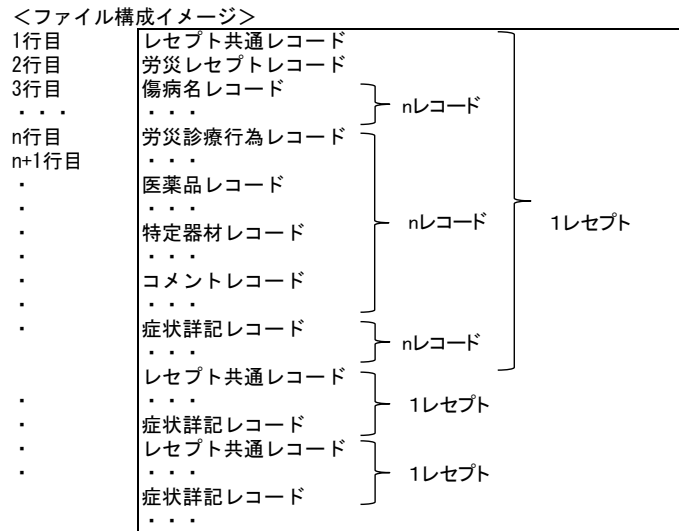 ＜ファイル構成イメージ＞
1行目 レセプト共通レコード
2行目 労災レセプトレコード
3行目 傷病名レコード
・・・ ・・・ nレコード
n行目 労災診療行為レコード
n+1行目 ・・・
・ 医薬品レコード
・ ・・・
・ 特定器材レコード nレコード 1レセプト
・ ・・・
・ コメントレコード
・ ・・・
・ 症状詳記レコード
・・・ nレコード
レセプト共通レコード
・ ・・・ 1レセプト
・ 症状詳記レコード
・ レセプト共通レコード
・ ・・・ 1レセプト
症状詳記レコード
・・・